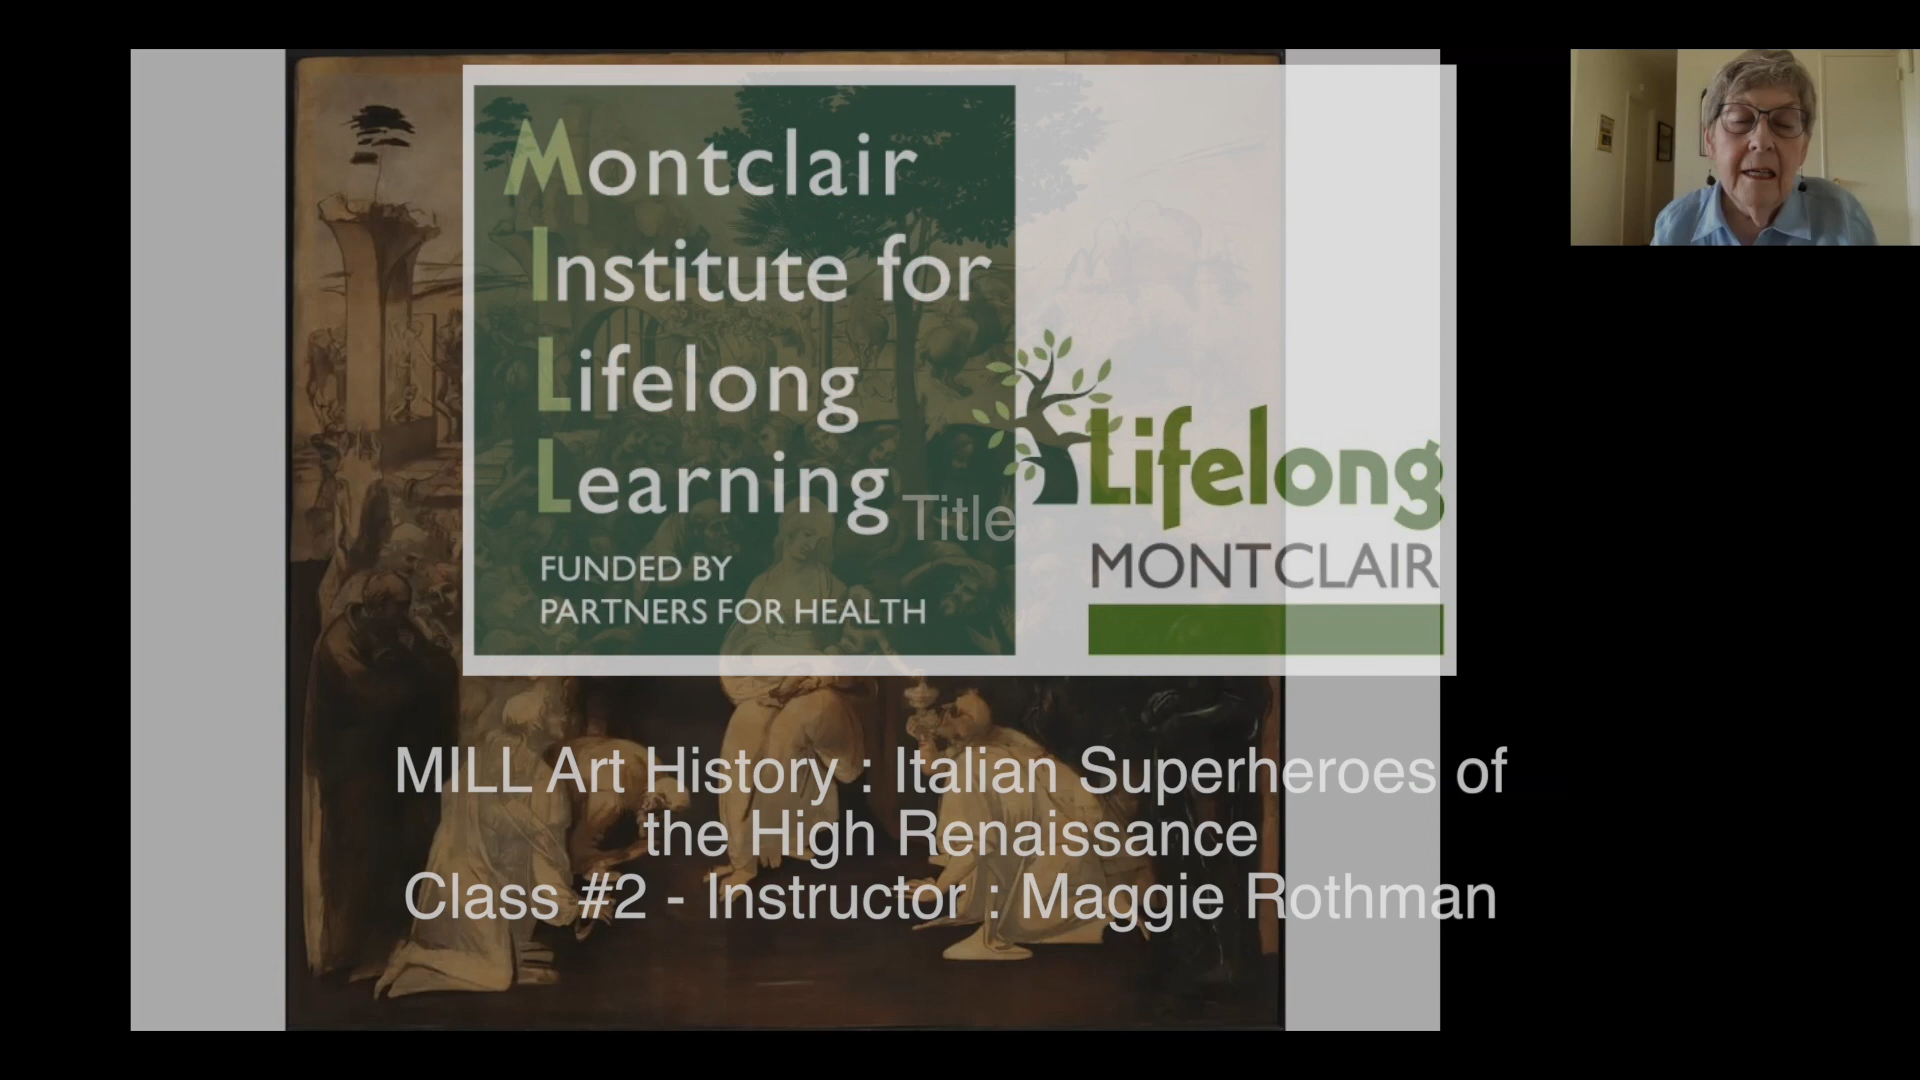 Montclair
Institute for
Lifelong
Learning
FUNDED BY
PARTNERS FOR HEALTH
Title
Lifelong
MONTCLAIR
MILL Art History : Italian Superheroes of
the High Renaissance
Class #2 - Instructor : Maggie Rothman